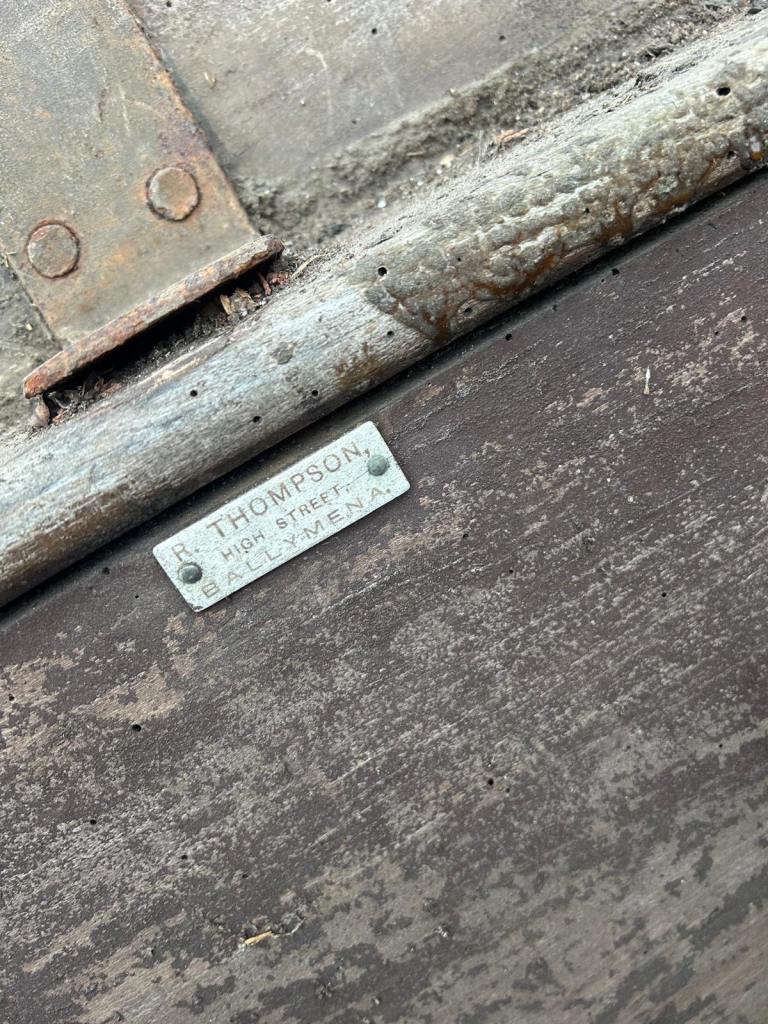 R. THOMPSON,
HIGH STREET,
BALLYMENA.